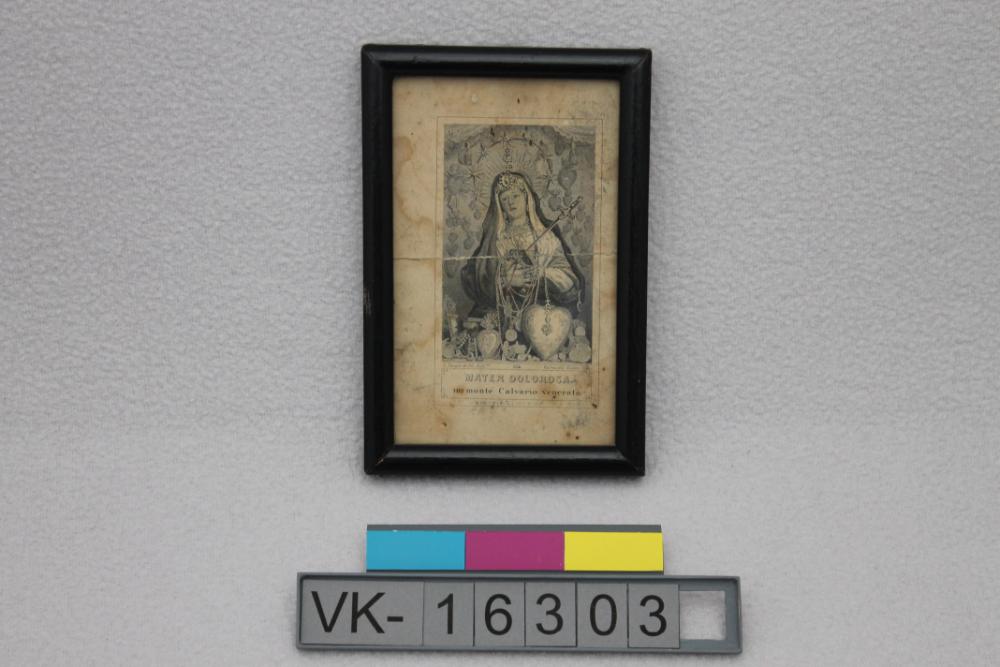 MATER DOLOROSA
in monte Calvario venerata
VK-16303